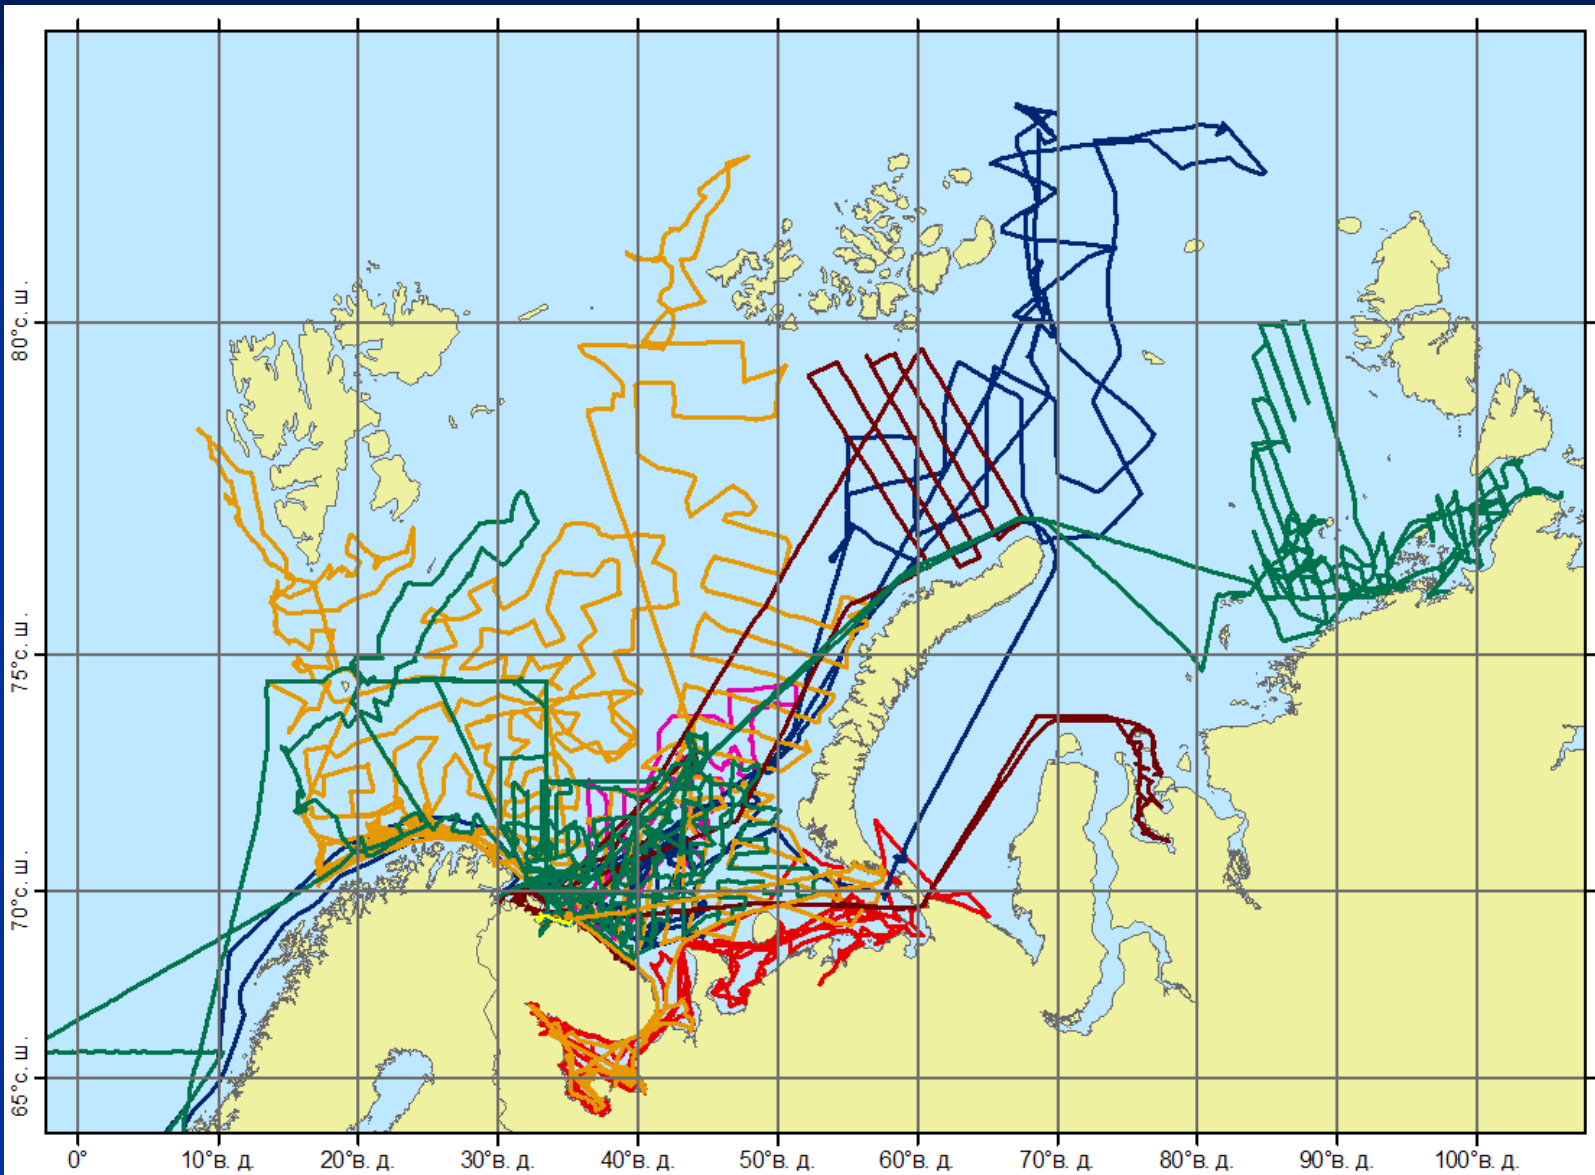 80°с. ш.
75°с. ш.
70°с. ш.
65°с. ш.
0°
10°в. д.
20°в. д.
30°в. д.
40°в. д.
50°в. д.
60°в. д.
70°в. д.
80°в. д.
90°в. д.
100°в. д.